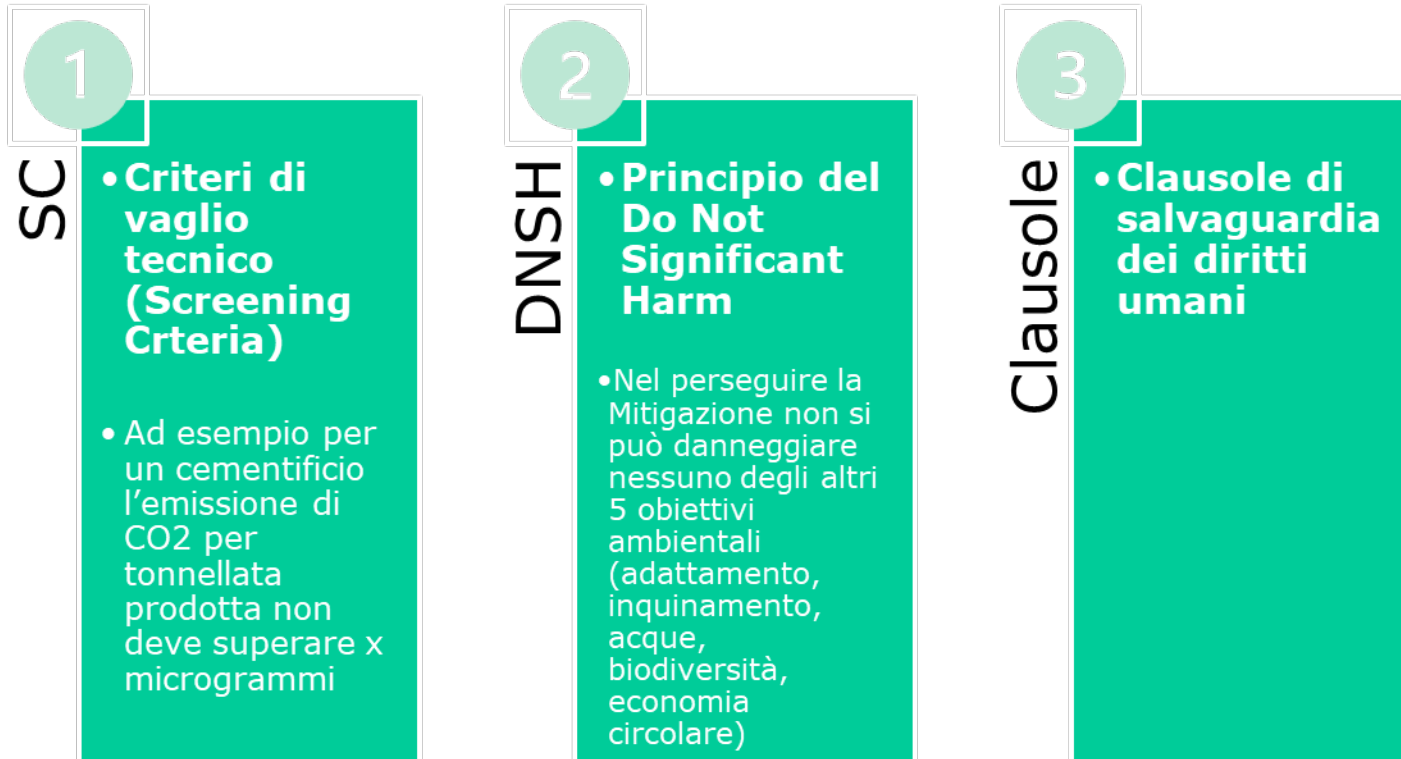 1
SC
•Criteri di
vaglio
tecnico
(Screening
Crteria)
•Ad esempio per
un cementificio
l'emissione di
CO2 per
tonnellata
prodotta non
deve superare x
microgrammi
2
DNSH
•Principio del
Do Not
Significant
Harm
•Nel perseguire la
Mitigazione non si
può danneggiare
nessuno degli altri
5 obiettivi
ambientali
(adattamento,
inquinamento,
acque,
biodiversità,
economia
circolare)
3
Clausole
•Clausole di
salvaguardia
dei diritti
umani